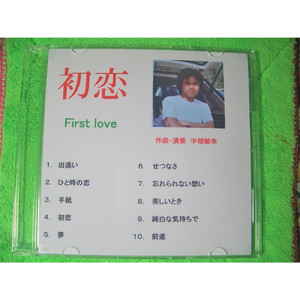 初恋
First love
作曲・演奏 中畑敏幸
1. 出逢い
2. ひと時の恋
3. 手紙
4. 初恋
5. 夢
6. せつなさ
7. 忘れられない想い
8. 美しいとき
9. 純白な気持ちで
10. 前進